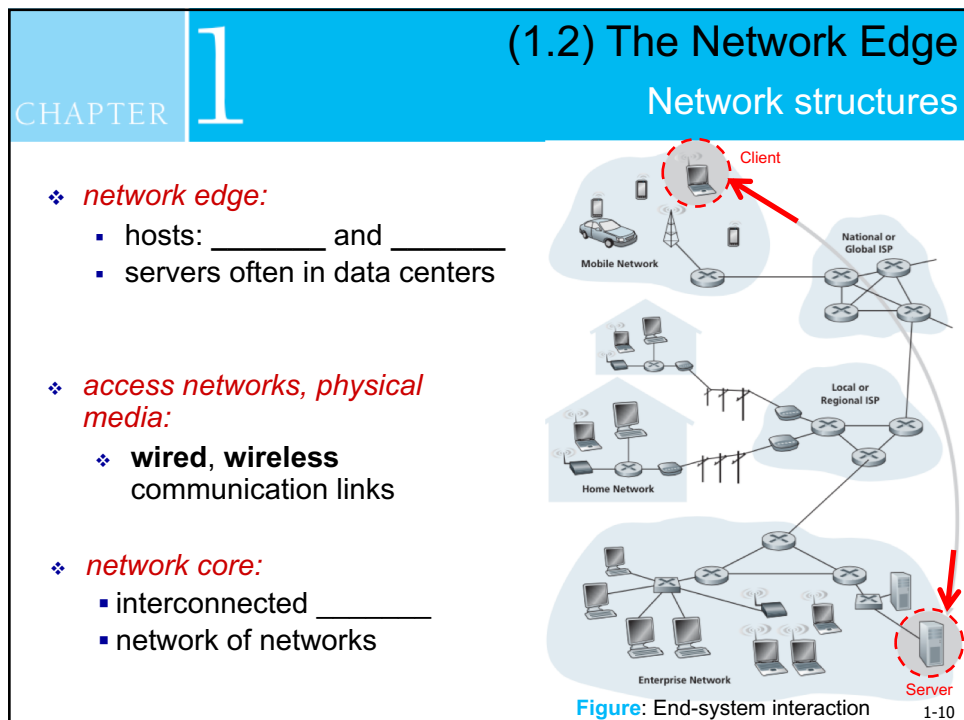 CHAPTER 1
(1.2) The Network Edge
Network structures
❖ network edge:
▪ hosts: _______ and _______
▪ servers often in data centers
❖ access networks, physical
media:
❖ wired, wireless
communication links
❖ network core:
▪ interconnected _______
▪ network of networks
Client
National or
Global ISP
Mobile Network
Local or
Regional ISP
Home Network
Enterprise Network
Server
Figure: End-system interaction
1-10